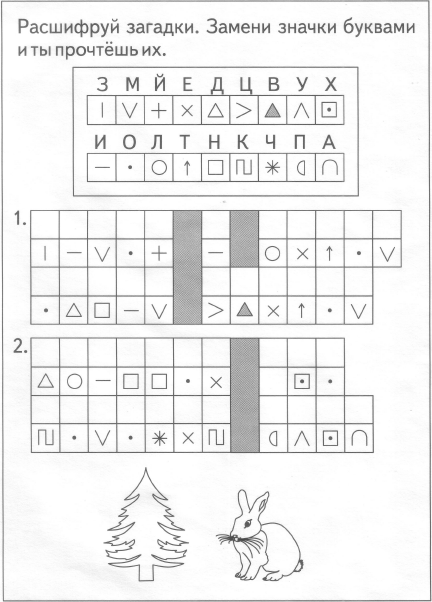 Расшифруй загадки. Замени значки буквами
и ты прочтёшь их.
З М Й Е Д Ц В У Х
И О Л Т Н К Ч П А
1.
2.